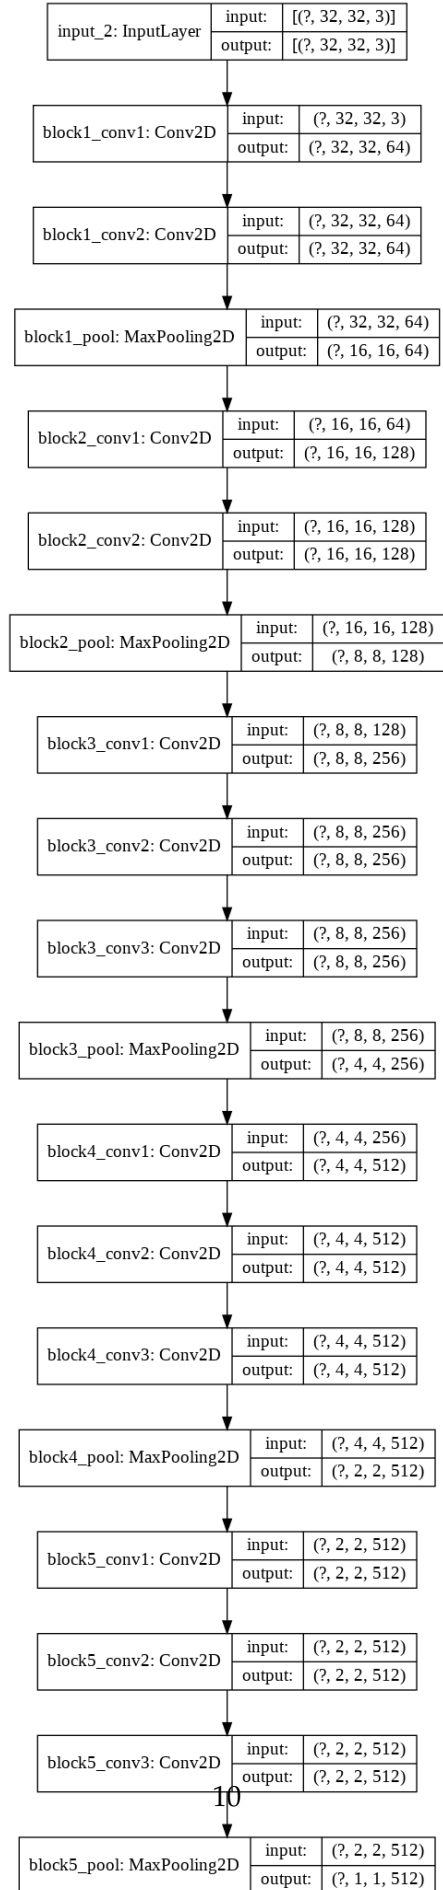 input_2: InputLayer input: [(?, 32, 32, 3)]
output: [(?, 32, 32, 3)]
block1_conv1: Conv2D input: (?, 32, 32, 3)
output: (?, 32, 32, 64)
block1_conv2: Conv2D input: (?, 32, 32, 64)
output: (?, 32, 32, 64)
block1_pool: MaxPooling2D input: (?, 32, 32, 64)
output: (?, 16, 16, 64)
block2_conv1: Conv2D input: (?, 16, 16, 64)
output: (?, 16, 16, 128)
block2_conv2: Conv2D input: (?, 16, 16, 128)
output: (?, 16, 16, 128)
block2_pool: MaxPooling2D input: (?, 16, 16, 128)
output: (?, 8, 8, 128)
block3_conv1: Conv2D input: (?, 8, 8, 128)
output: (?, 8, 8, 256)
block3_conv2: Conv2D input: (?, 8, 8, 256)
output: (?, 8, 8, 256)
block3_conv3: Conv2D input: (?, 8, 8, 256)
output: (?, 8, 8, 256)
block3_pool: MaxPooling2D input: (?, 8, 8, 256)
output: (?, 4, 4, 256)
block4_conv1: Conv2D input: (?, 4, 4, 256)
output: (?, 4, 4, 512)
block4_conv2: Conv2D input: (?, 4, 4, 512)
output: (?, 4, 4, 512)
block4_conv3: Conv2D input: (?, 4, 4, 512)
output: (?, 4, 4, 512)
block4_pool: MaxPooling2D input: (?, 4, 4, 512)
output: (?, 2, 2, 512)
block5_conv1: Conv2D input: (?, 2, 2, 512)
output: (?, 2, 2, 512)
block5_conv2: Conv2D input: (?, 2, 2, 512)
output: (?, 2, 2, 512)
block5_conv3: Conv2D input: (?, 2, 2, 512)
output: (?, 2, 2, 512)
10
block5_pool: MaxPooling2D input: (?, 2, 2, 512)
output: (?, 1, 1, 512)